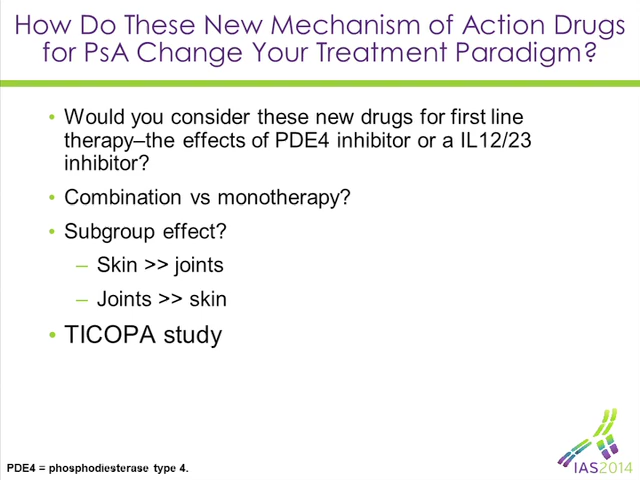 How Do These New Mechanism of Action Drugs
for PsA Change Your Treatment Paradigm?
• Would you consider these new drugs for first line
therapy–the effects of PDE4 inhibitor or a IL12/23
inhibitor?
• Combination vs monotherapy?
• Subgroup effect?
– Skin >> joints
– Joints >> skin
• TICOPA study
PDE4 = phosphodiesterase type 4.
IAS2014